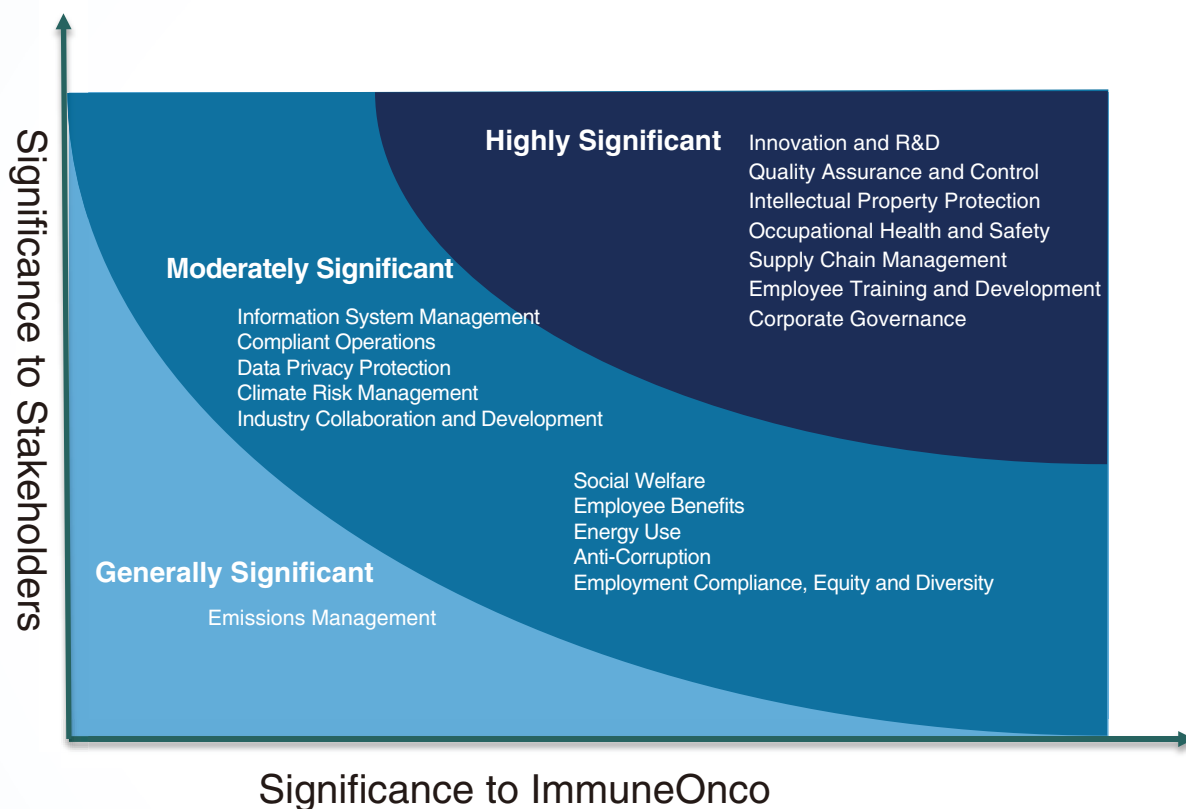 Significance to Stakeholders
Highly Significant
Innovation and R&D
Quality Assurance and Control
Intellectual Property Protection
Occupational Health and Safety
Supply Chain Management
Employee Training and Development
Corporate Governance
Moderately Significant
Information System Management
Compliant Operations
Data Privacy Protection
Climate Risk Management
Industry Collaboration and Development
Social Welfare
Employee Benefits
Energy Use
Anti-Corruption
Employment Compliance, Equity and Diversity
Generally Significant
Emissions Management
Significance to ImmuneOnco